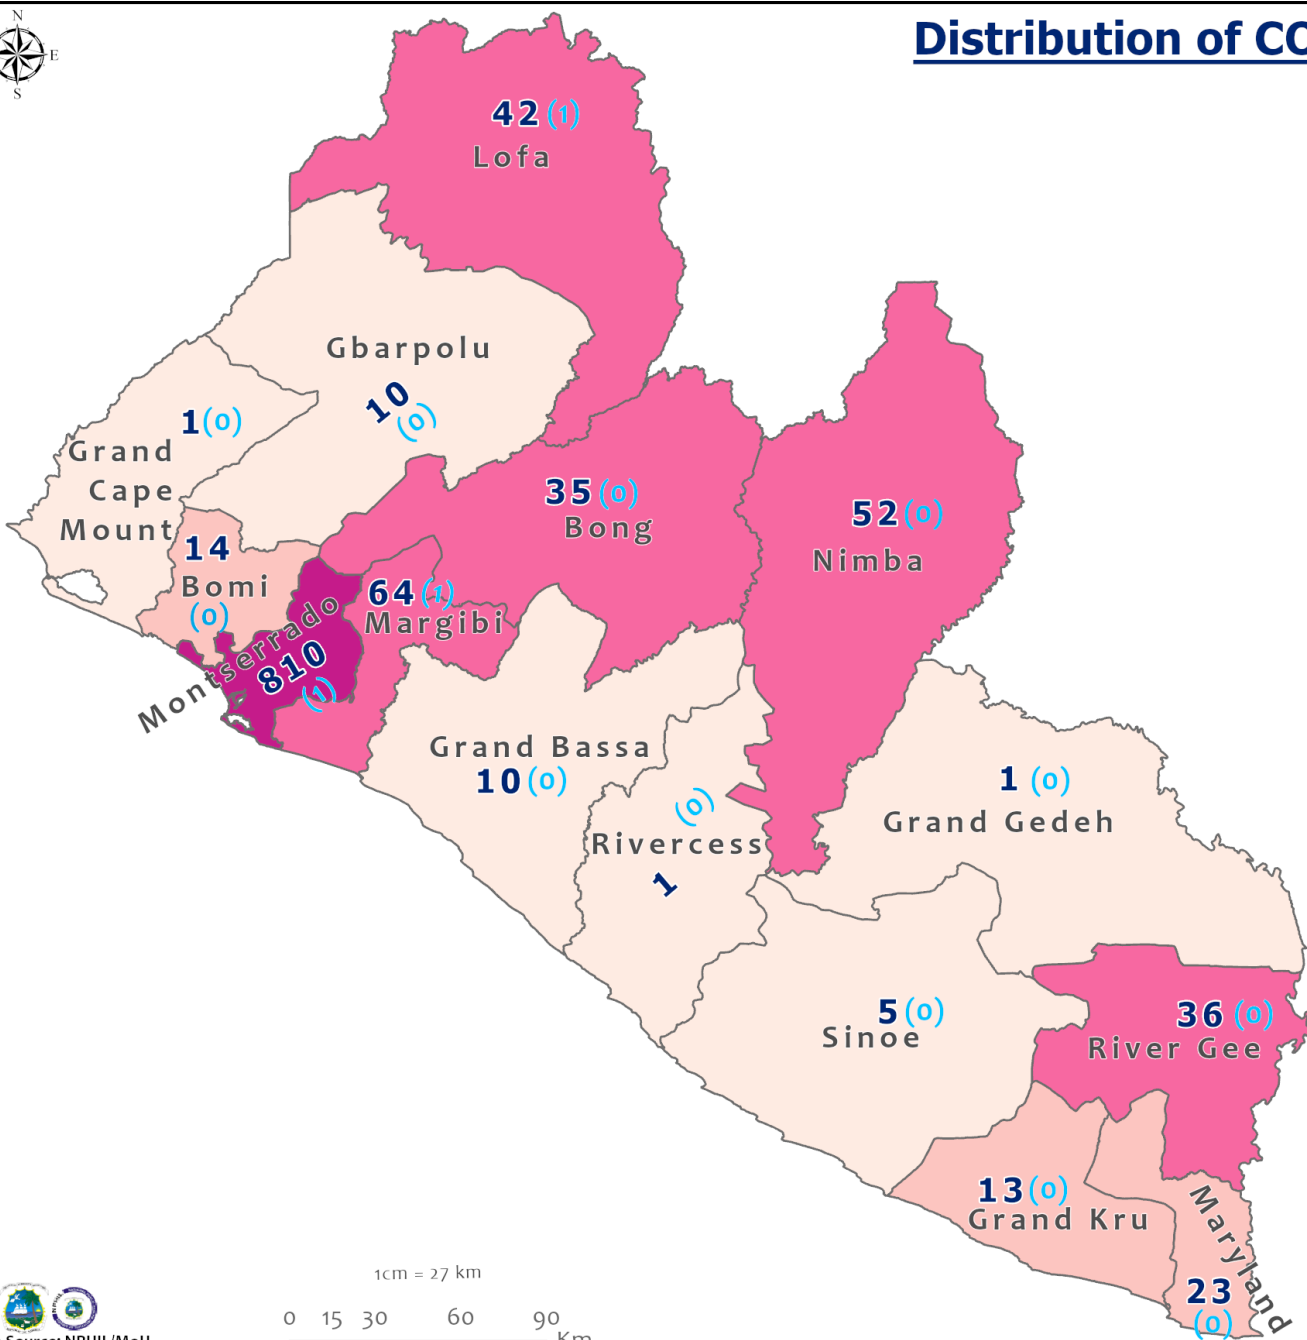 N
E
S
Distribution of CO
42 (1)
Lofa
Gbarpolu
10
(0)
1 (0)
Grand
Cape
Mount
35 (0)
Bong
52 (0)
Nimba
14
Bomi
(0)
64 (1)
Margibi
Montserrado
810
(1)
Grand Bassa
10 (0)
(0)
Rivercess
1
1 (0)
Grand Gedeh
5 (0)
Sinoe
36 (0)
River Gee
13 (0)
Grand Kru
Maryland
23
(0)
1cm = 27 km
0 15 30 60 90
Km
Source: NPHIL/MoH